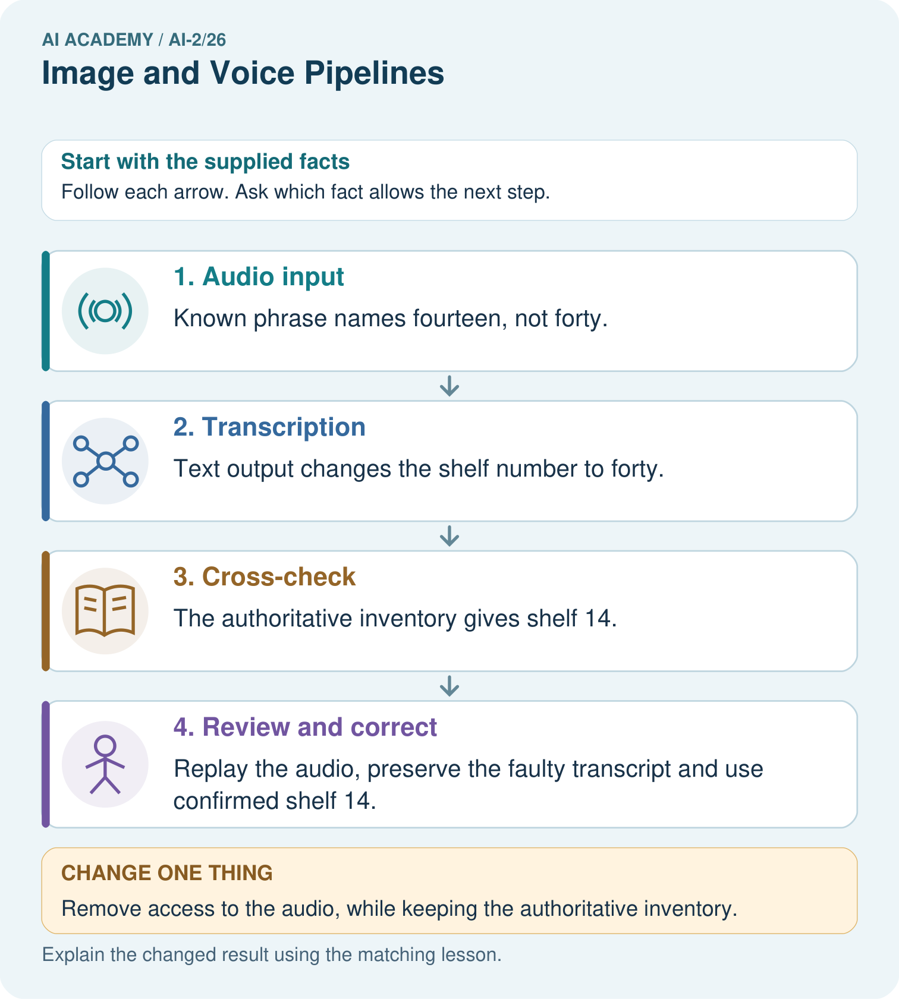 AI ACADEMY / AI-2/26
Image and Voice Pipelines
Start with the supplied facts
Follow each arrow. Ask which fact allows the next step.
1. Audio input
Known phrase names fourteen, not forty.
2. Transcription
Text output changes the shelf number to forty.
3. Cross-check
The authoritative inventory gives shelf 14.
4. Review and correct
Replay the audio, preserve the faulty transcript and use
confirmed shelf 14.
CHANGE ONE THING
Remove access to the audio, while keeping the authoritative inventory.
Explain the changed result using the matching lesson.